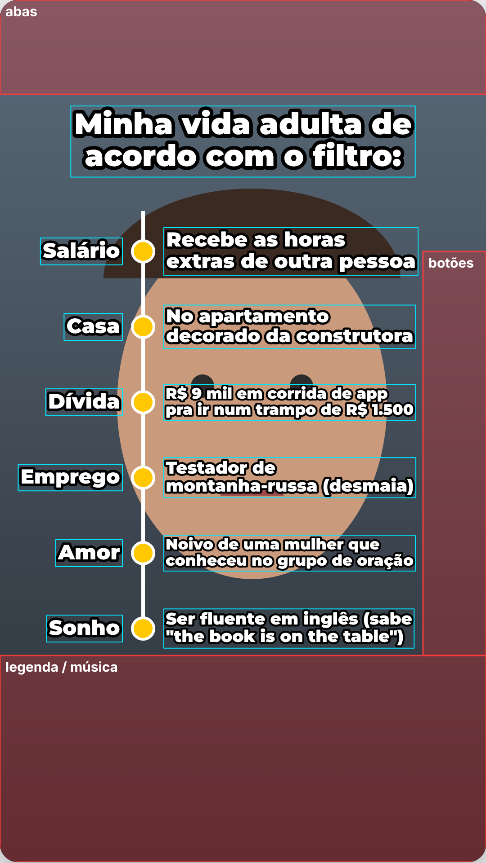 abas
Minha vida adulta de
acordo com o filtro:
Salário
Recebe as horas
extras de outra pessoa
botões
Casa
No apartamento
decorado da construtora
Dívida
R$ 9 mil em corrida de app
pra ir num trampo de R$ 1.500
Emprego
Testador de
montanha-russa (desmaia)
Amor
Noivo de uma mulher que
conheceu no grupo de oração
Sonho
Ser fluente em inglês (sabe
"the book is on the table")
legenda / música